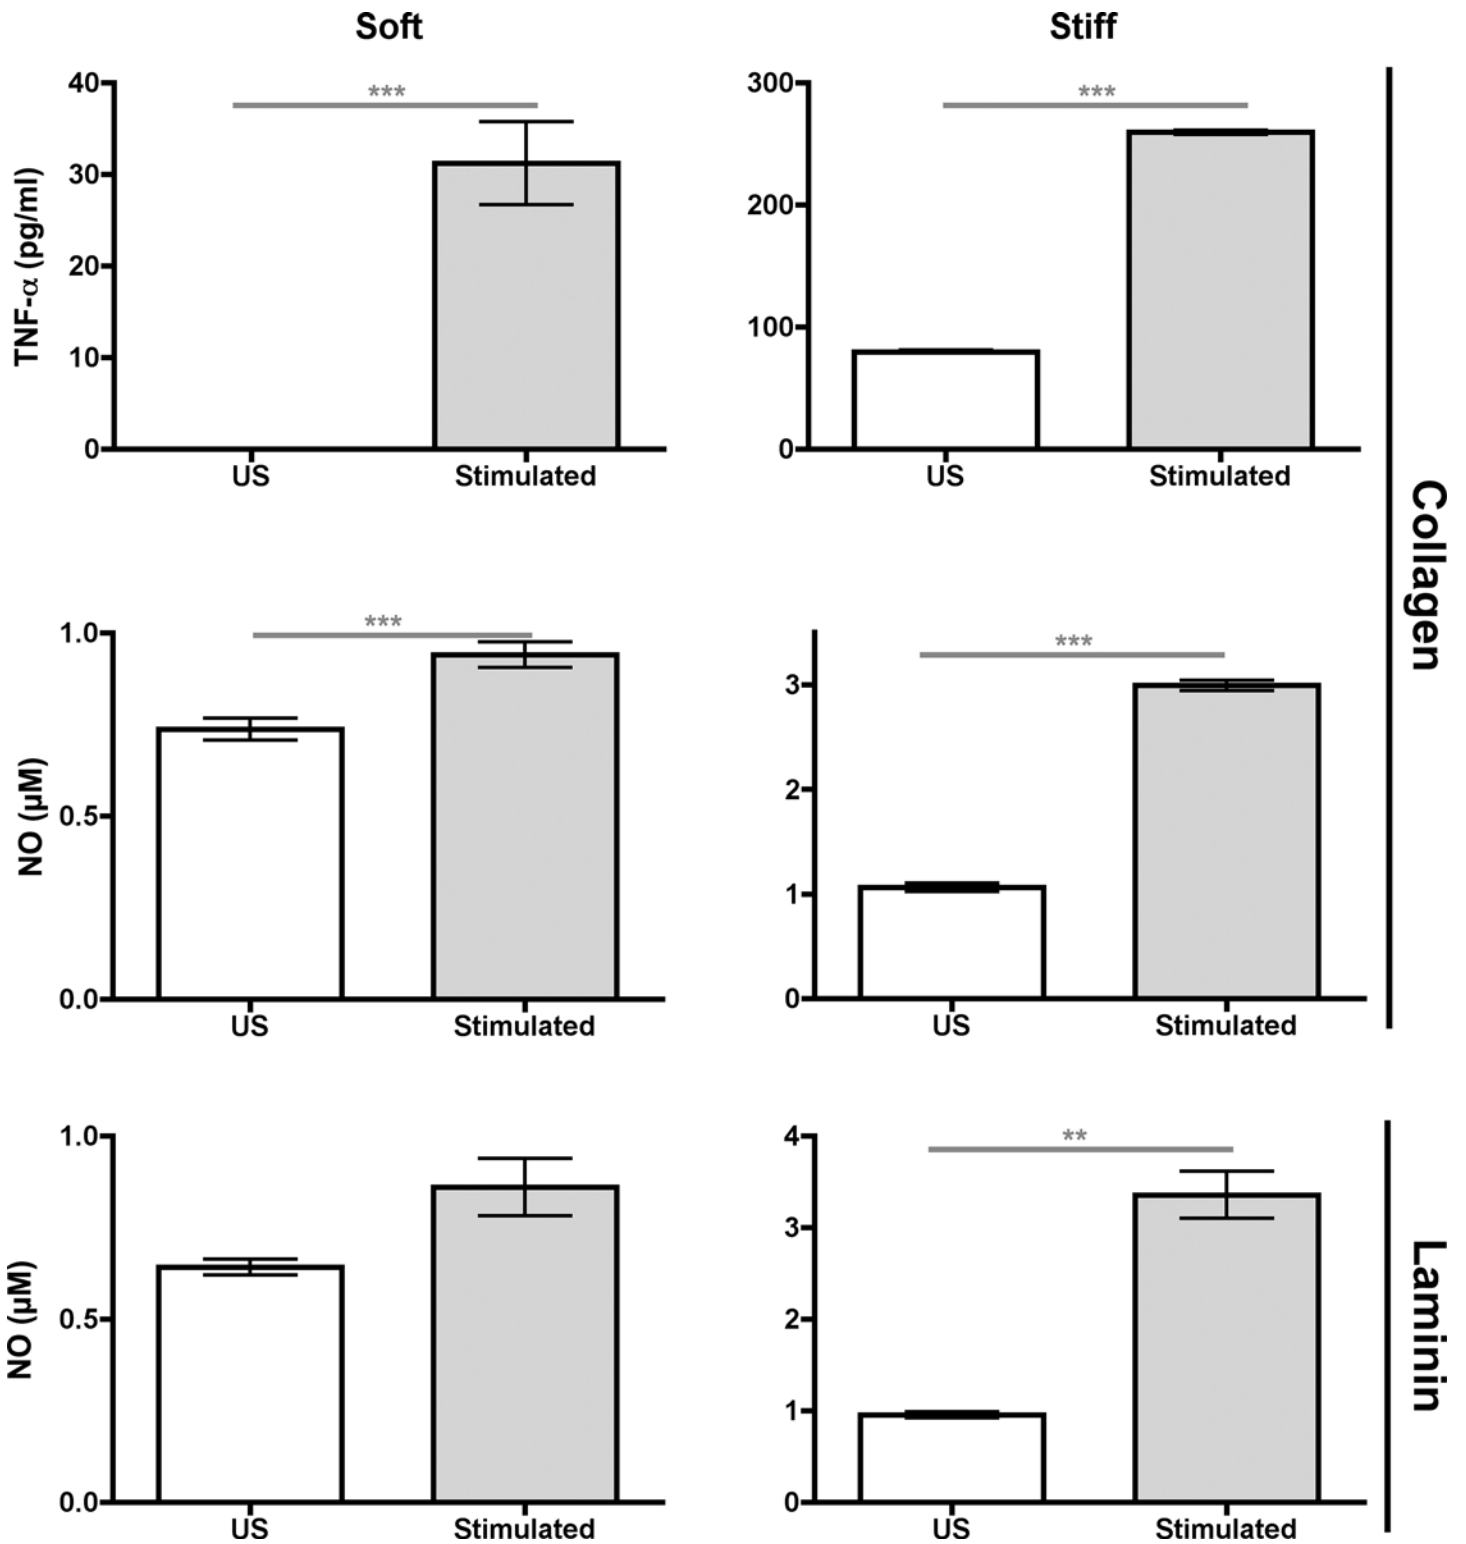 Soft
Stiff
***
***
40
30
20
10
0
TNF-α (pg/ml)
US
Stimulated
300
200
100
0
US
Stimulated
Collagen
***
***
1.0
0.5
0.0
NO (µM)
US
Stimulated
3
2
1
0
US
Stimulated
1.0
0.5
0.0
NO (µM)
US
Stimulated
**
4
3
2
1
0
US
Stimulated
Laminin